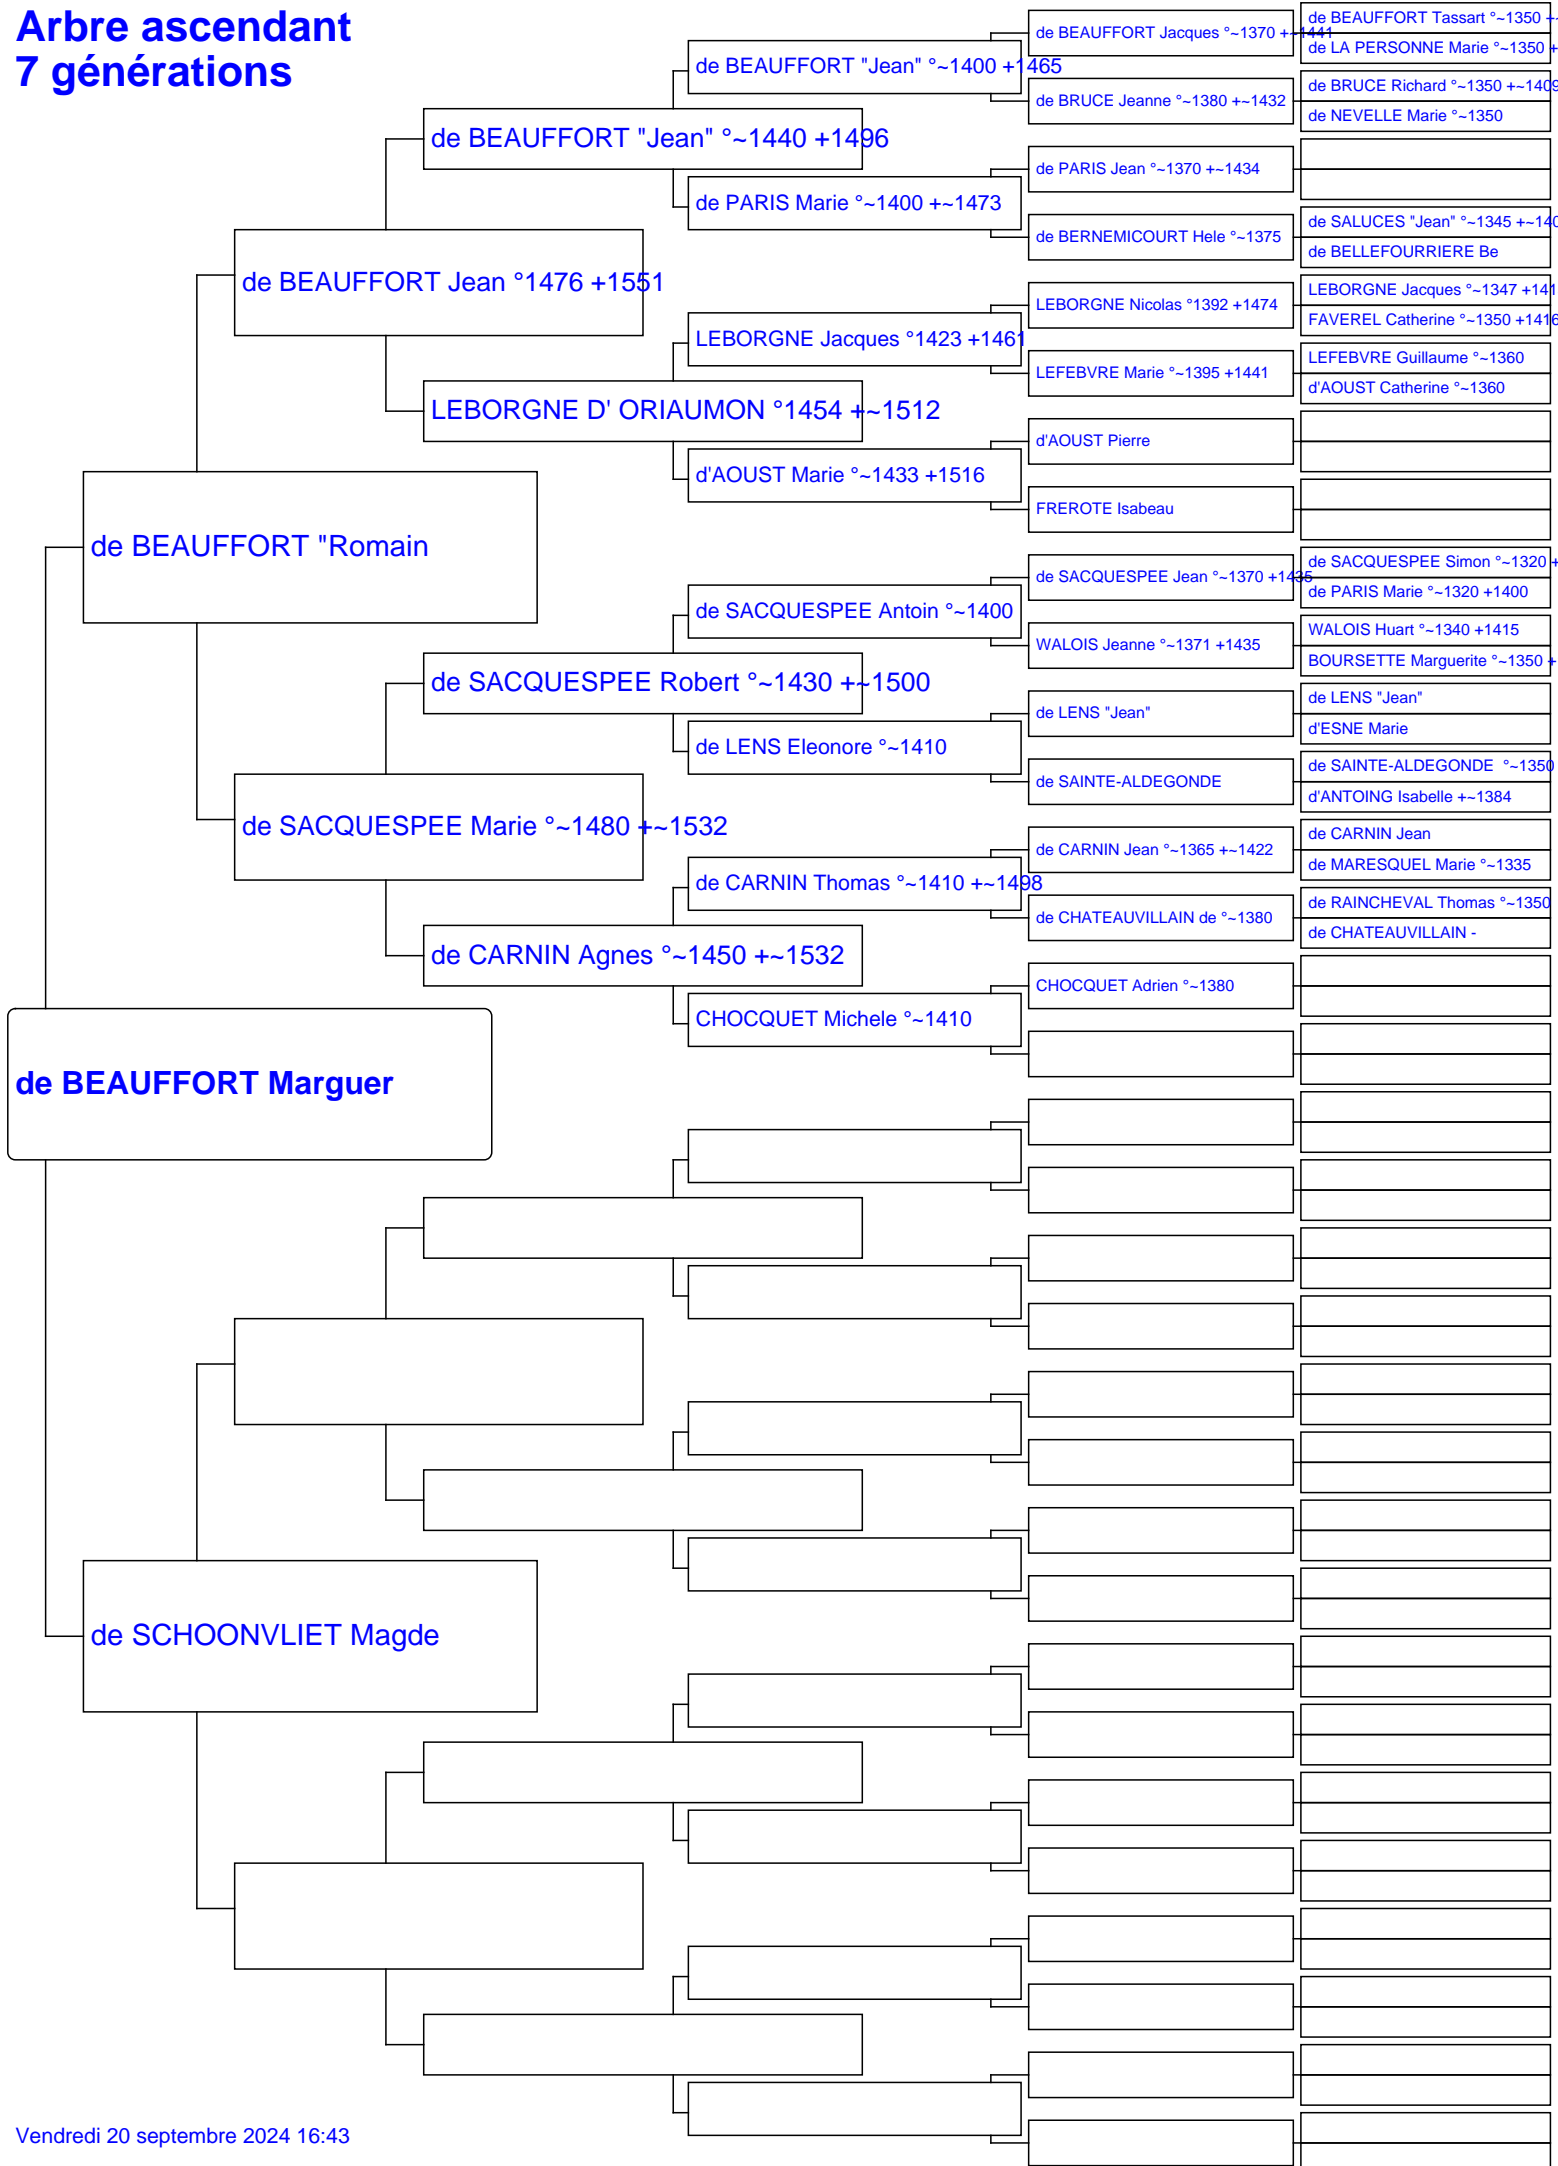 Arbre ascendant
7 générations
de BEAUFFORT Marguer
de BEAUFFORT "Romain
de SCHOONVLIET Magde
de BEAUFFORT Jean °1476 +1551
de SACQUESPEE Marie °~1480 +~1532
de BEAUFFORT "Jean" °~1440 +1496
LEBORGNE D' ORIAUMON °1454 +~1512
de SACQUESPEE Robert °~1430 +~1500
de CARNIN Agnes °~1450 +~1532
de BEAUFFORT "Jean" °~1400 +1465
de PARIS Marie °~1400 +~1473
LEBORGNE Jacques °1423 +1461
d'AOUST Marie °~1433 +1516
de SACQUESPEE Antoin °~1400
de LENS Eleonore °~1410
de CARNIN Thomas °~1410 +~1498
CHOCQUET Michele °~1410
de BEAUFFORT Jacques °~1370 +~1441
de BRUCE Jeanne °~1380 +~1432
de PARIS Jean °~1370 +~1434
de BERNEMICOURT Hele °~1375
LEBORGNE Nicolas °1392 +1474
LEFEBVRE Marie °~1395 +1441
d'AOUST Pierre
FREROTE Isabeau
de SACQUESPEE Jean °~1370 +1435
WALOIS Jeanne °~1371 +1435
de LENS "Jean"
de SAINTE-ALDEGONDE
de CARNIN Jean °~1365 +~1422
de CHATEAUVILLAIN de °~1380
CHOCQUET Adrien °~1380
de BEAUFFORT Tassart °~1350 +~
de LA PERSONNE Marie °~1350 +
de BRUCE Richard °~1350 +~1409
de NEVELLE Marie °~1350
de SALUCES "Jean" °~1345 +~140
de BELLEFOURRIERE Be
LEBORGNE Jacques °~1347 +141
FAVEREL Catherine °~1350 +1416
LEFEBVRE Guillaume °~1360
d'AOUST Catherine °~1360
de SACQUESPEE Simon °~1320 +
de PARIS Marie °~1320 +1400
WALOIS Huart °~1340 +1415
BOURSETTE Marguerite °~1350 +
de LENS "Jean"
d'ESNE Marie
de SAINTE-ALDEGONDE °~1350
d'ANTOING Isabelle +~1384
de CARNIN Jean
de MARESQUEL Marie °~1335
de RAINCHEVAL Thomas °~1350
de CHATEAUVILLAIN -
Vendredi 20 septembre 2024 16:43